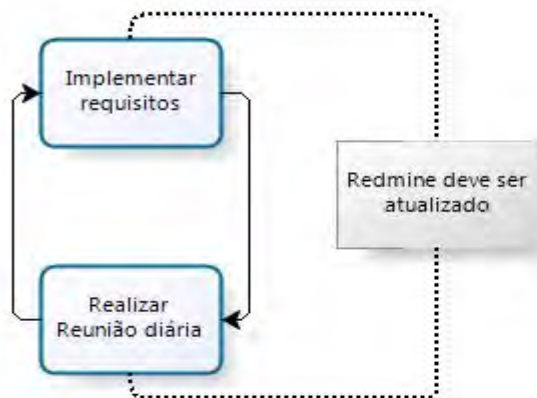 Implementar
requisitos
Redmine deve ser
atualizado
Realizar
Reunião diária